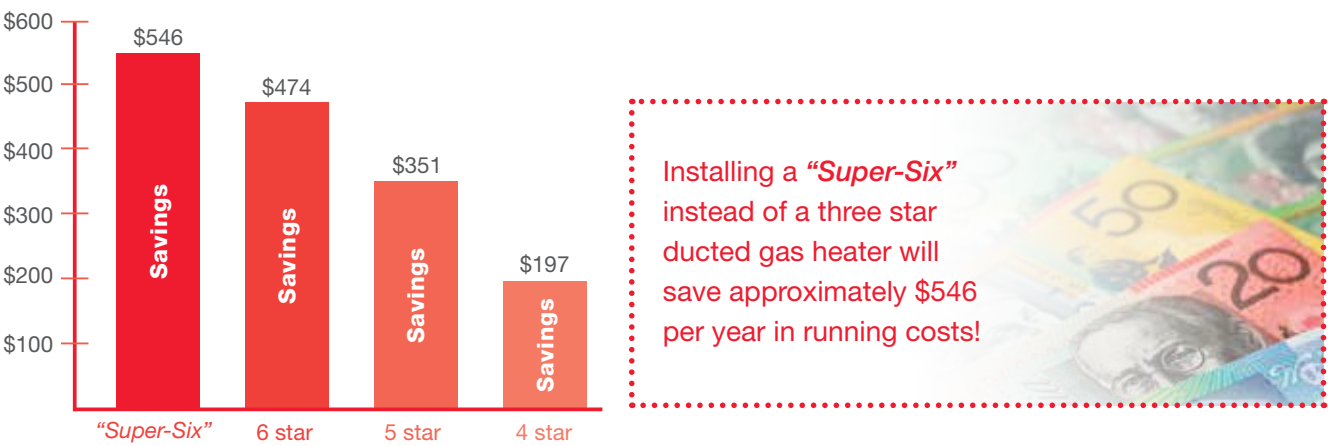 $600
$500
$400
$300
$200
$100
$546
$474
$351
$197
Savings
Savings
Savings
Savings
“Super-Six”
6 star
5 star
4 star
Installing a “Super-Six”
instead of a three star
ducted gas heater will
save approximately $546
per year in running costs!
50
20